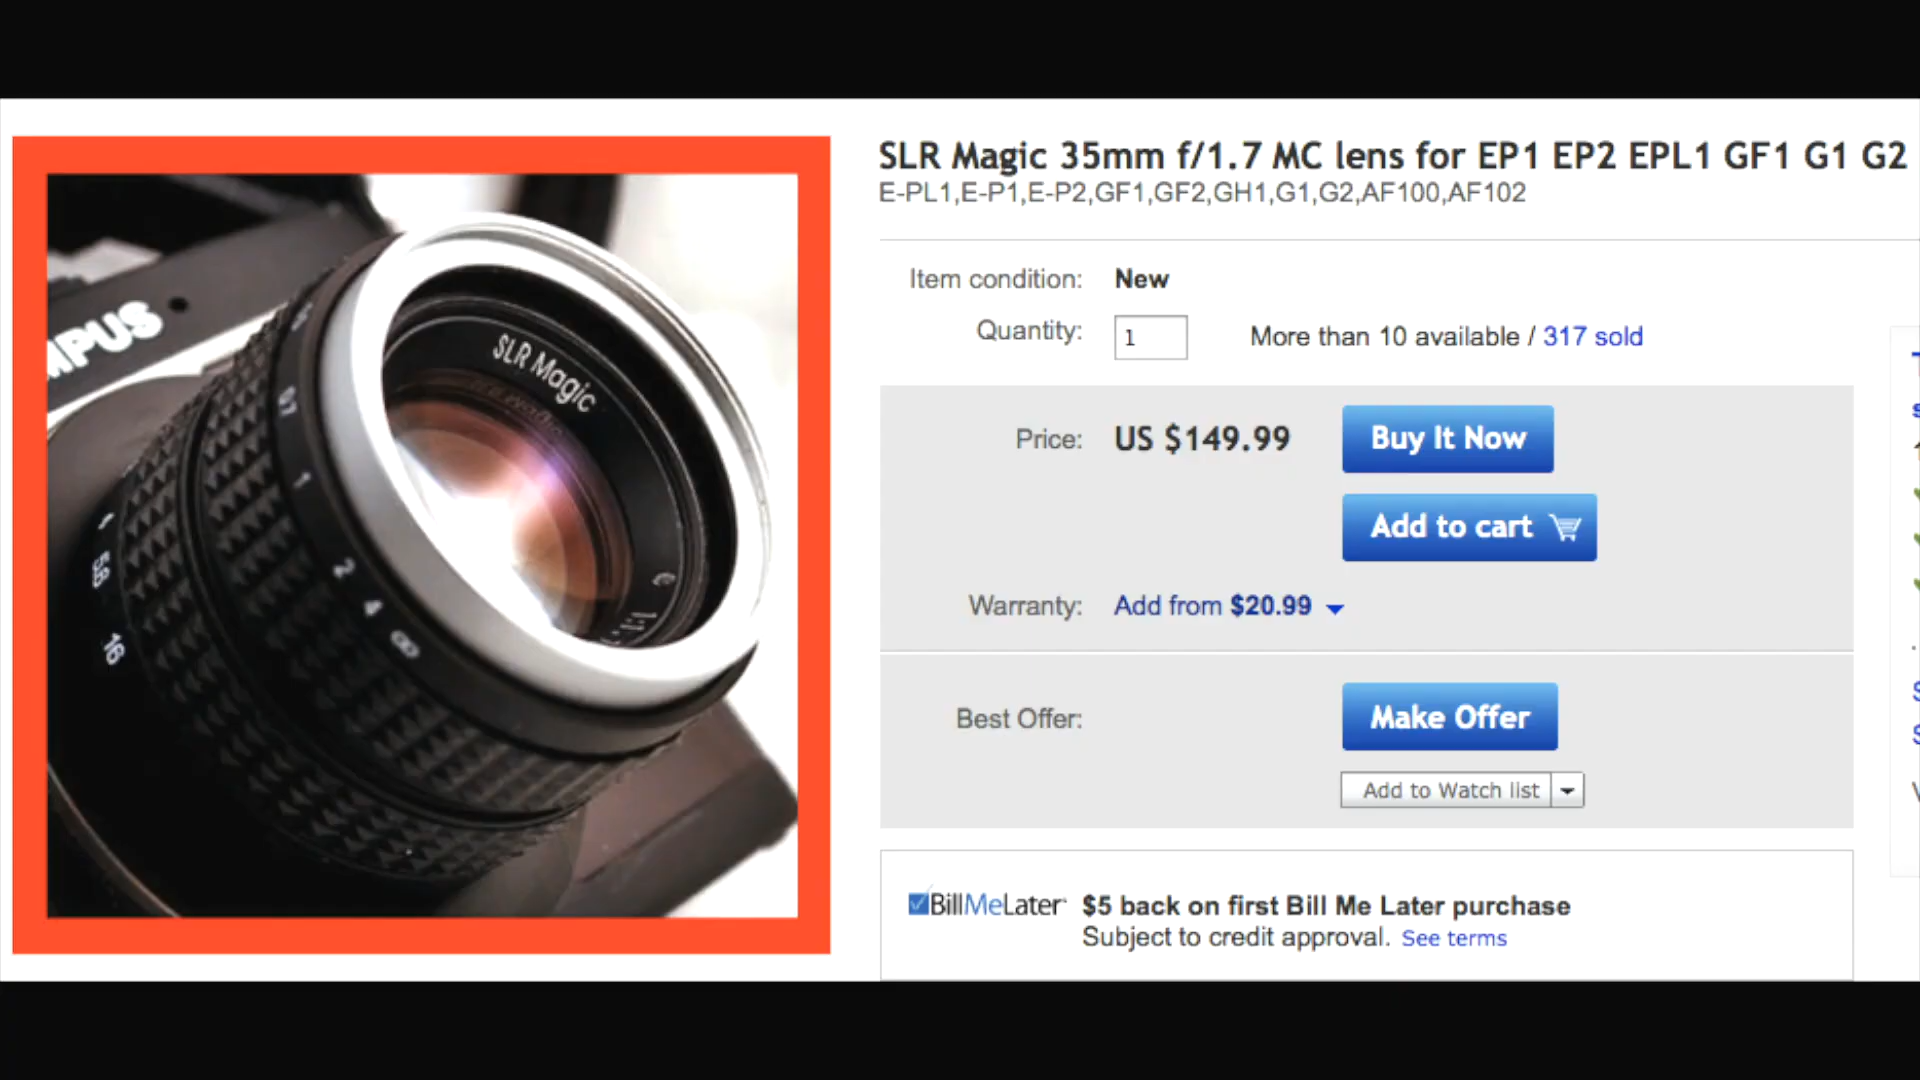 SLR Magic 35mm f/1.7 MC lens for EP1 EP2 EPL1 GF1 G1 G2
E-PL1,E-P1,E-P2,GF1,GF2,GH1,G1,G2,AF100,AF102
Item condition: New
Quantity: 1 More than 10 available / 317 sold
Price: US $149.99 Buy It Now
Add to cart
Warranty: Add from $20.99
Best Offer: Make Offer
Add to Watch list
BillMeLater $5 back on first Bill Me Later purchase
Subject to credit approval. See terms
MPUS
SLR Magic
1 2 4 ∞
5.6
16